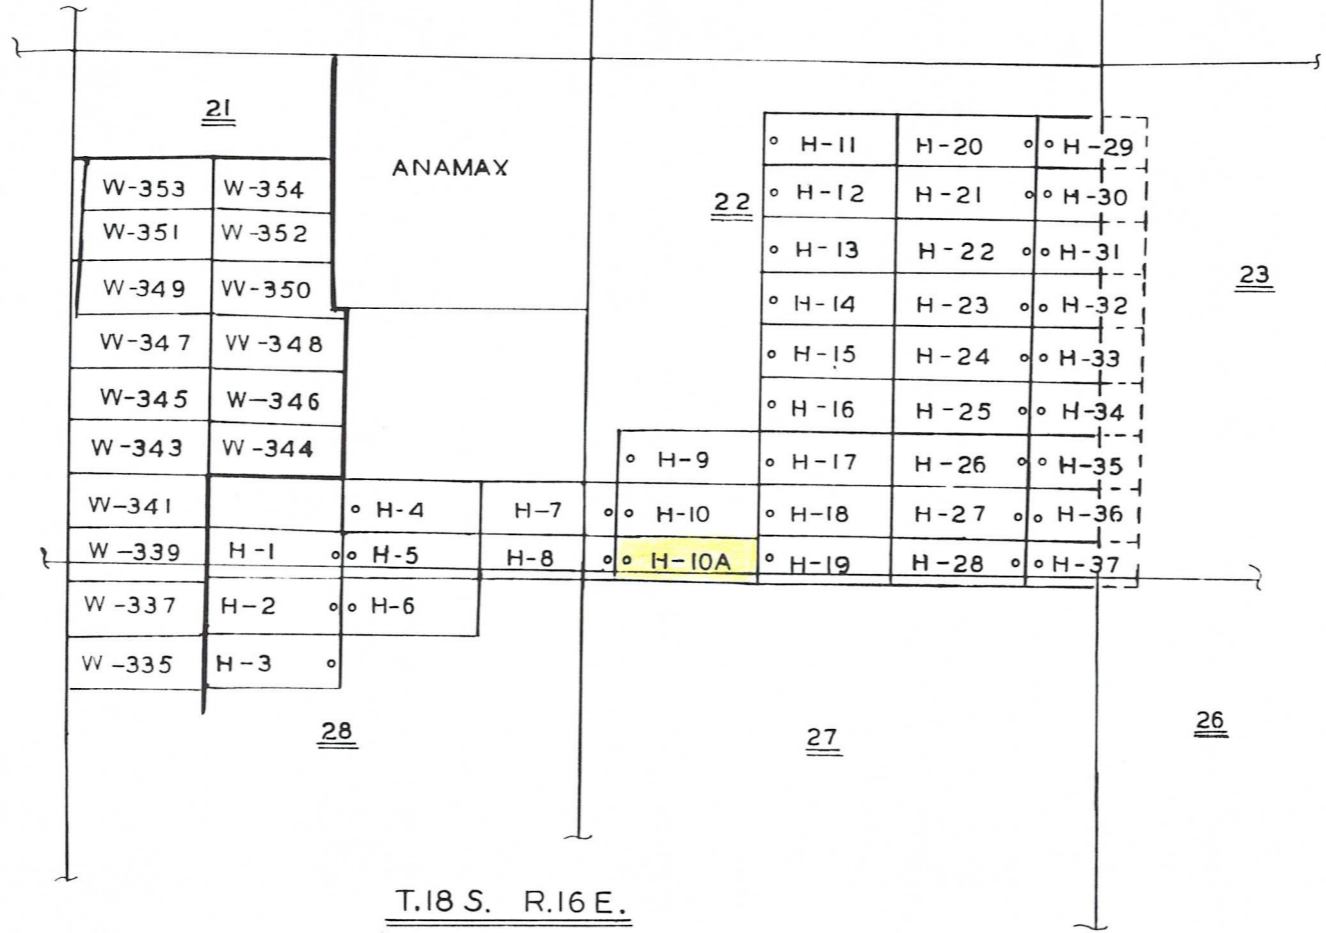 21
ANAMAX
22
23
W-353 W-354
W-351 W-352
W-349 W-350
W-347 W-348
W-345 W-346
W-343 W-344
W-341
W-339 H-1
W-337 H-2
W-335 H-3
H-4 H-7
H-5 H-8
H-6
H-9
H-10
H-10A
H-11 H-20 H-29
H-12 H-21 H-30
H-13 H-22 H-31
H-14 H-23 H-32
H-15 H-24 H-33
H-16 H-25 H-34
H-17 H-26 H-35
H-18 H-27 H-36
H-19 H-28 H-37
28
27
26
T.18 S. R.16 E.